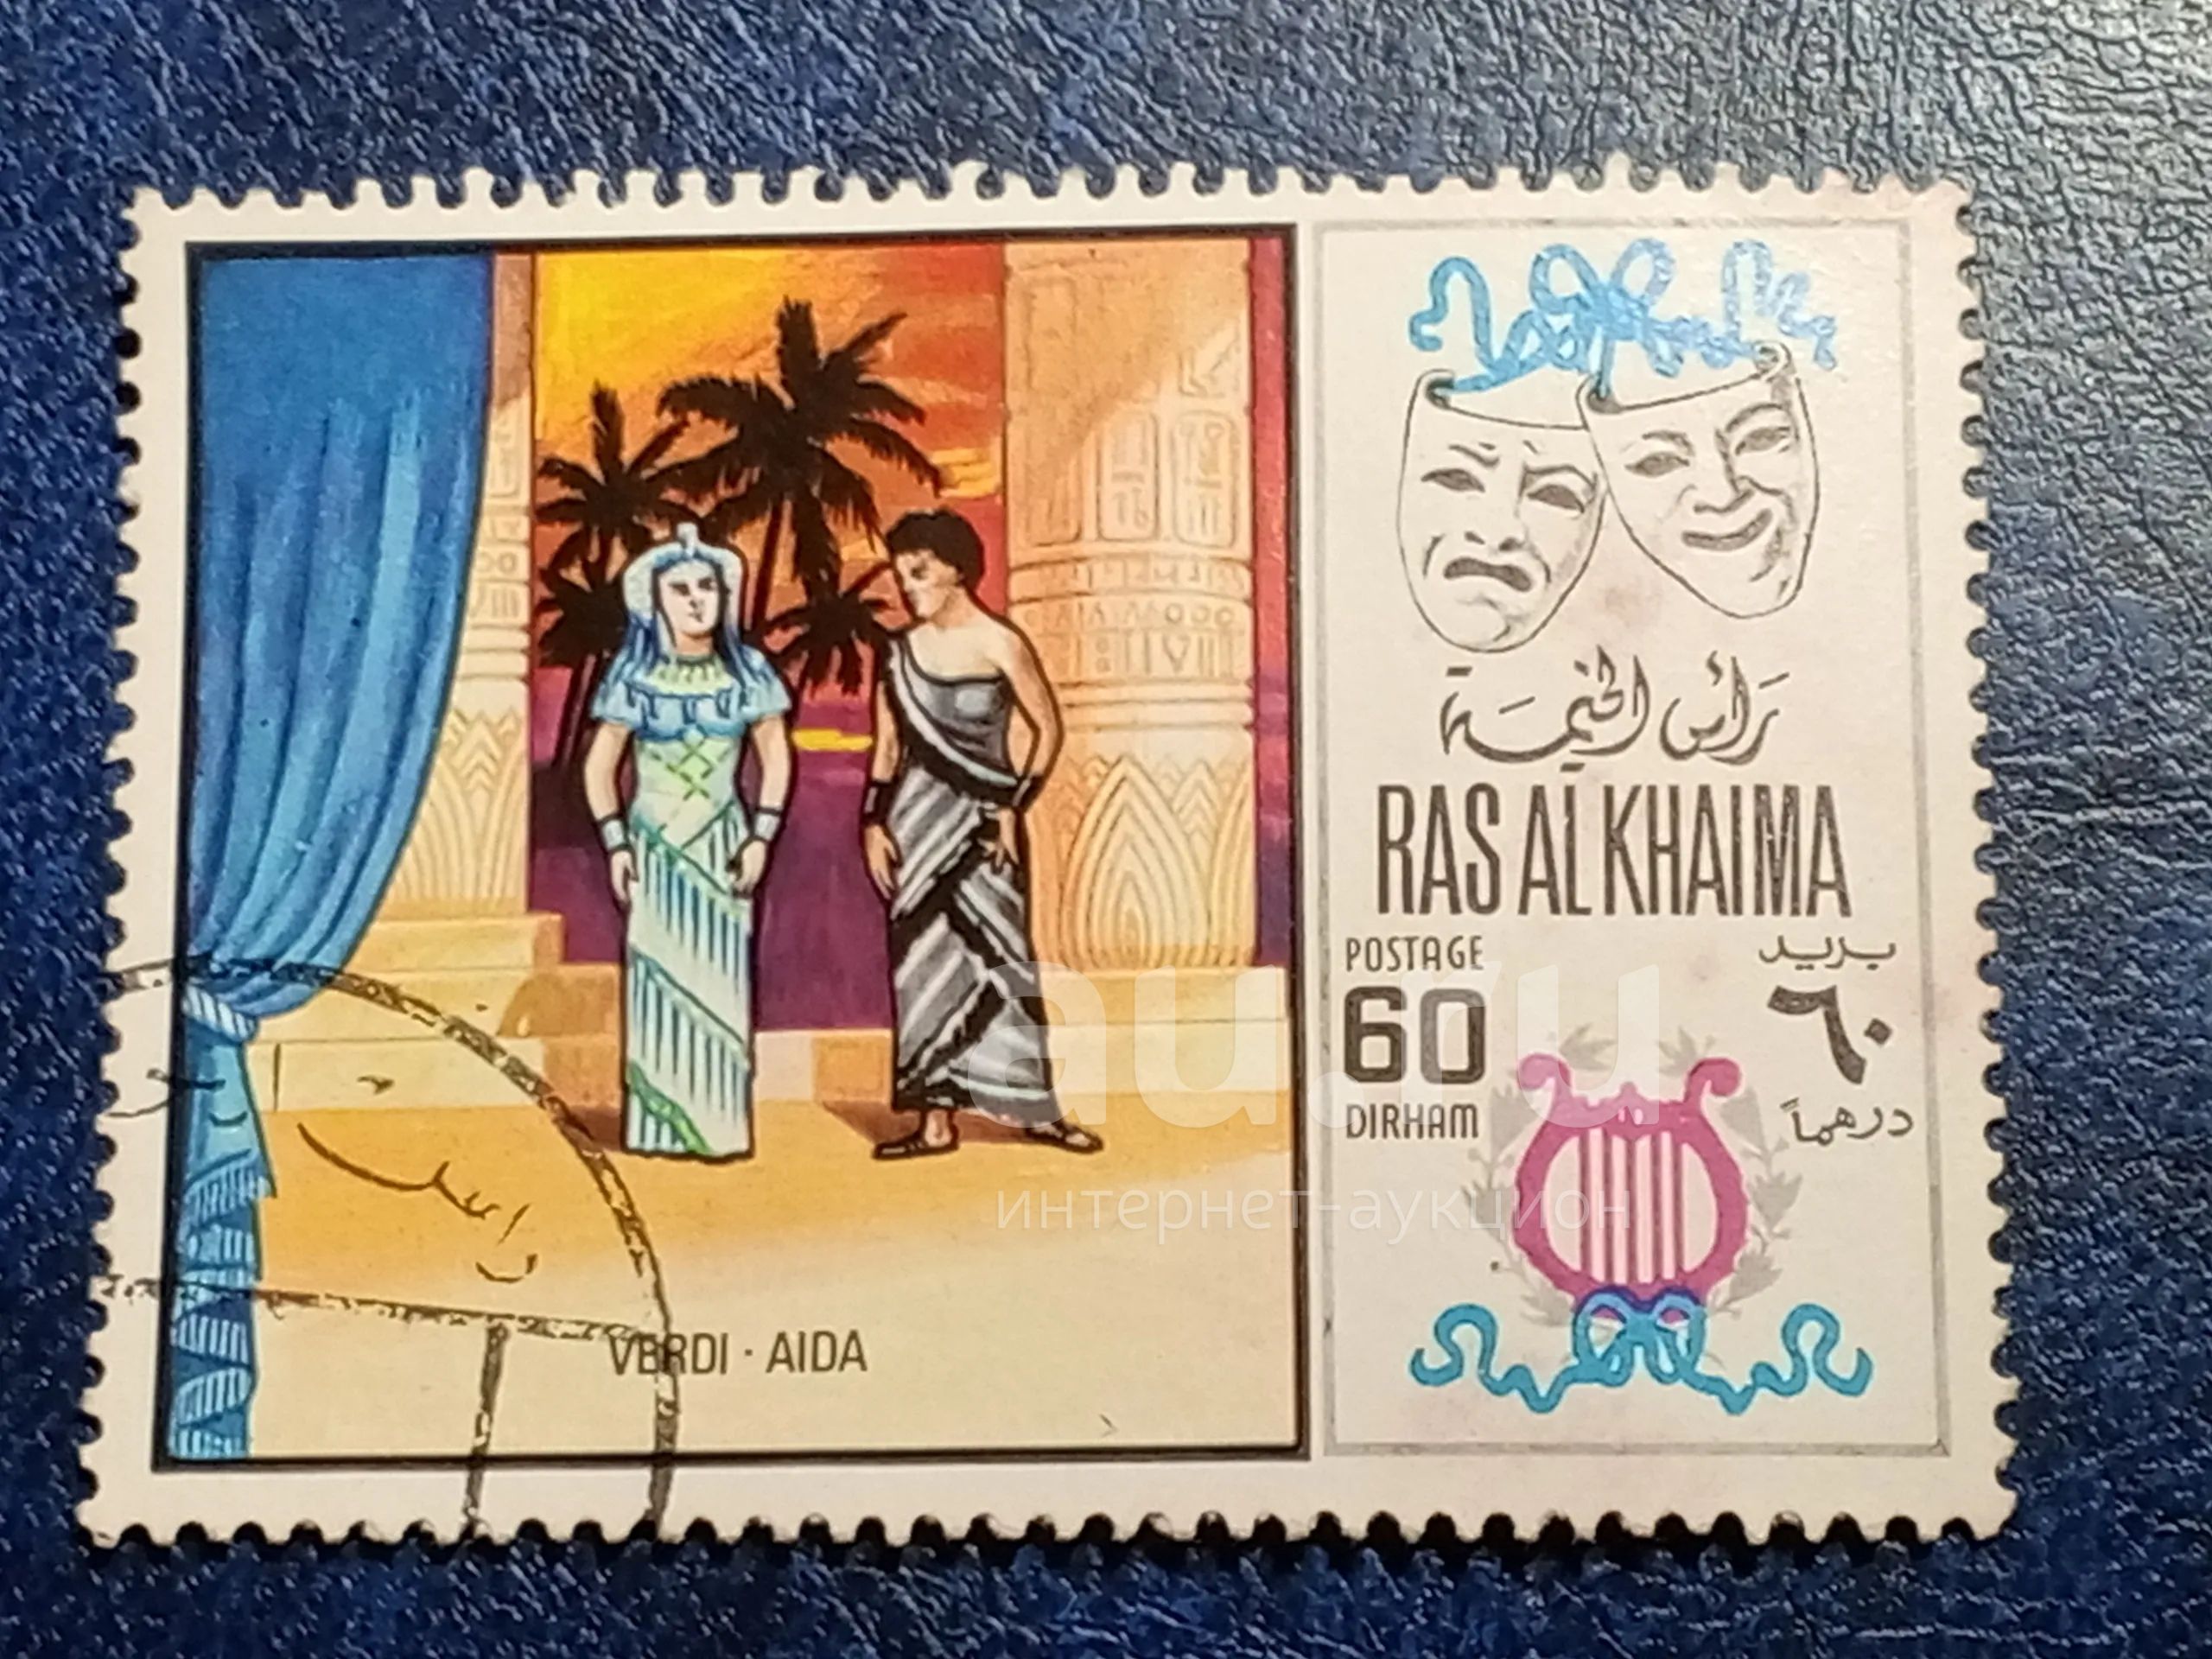 رأس الخيمة
RAS AL KHAIMA
POSTAGE بريد
60 ٦٠
DIRHAM درهماً
VERDI · AIDA
au.ru
интернет-аукцион